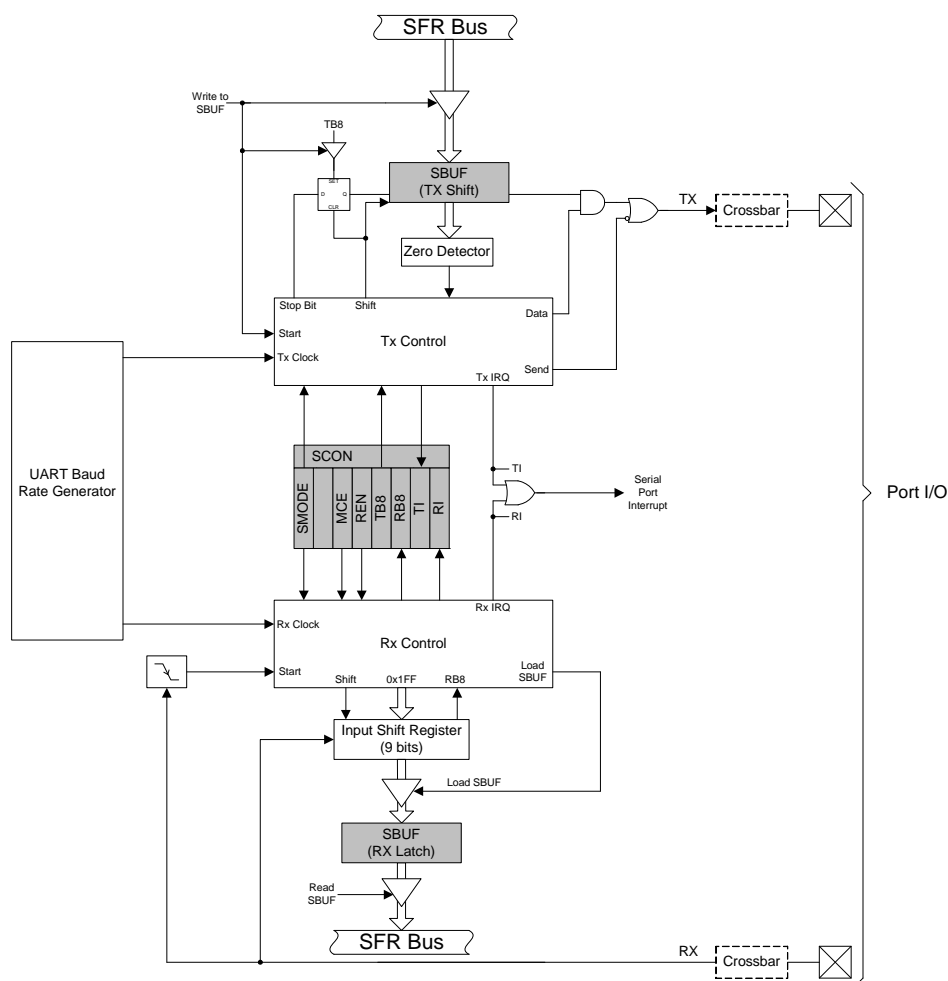 SFR Bus
Write to
SBUF
TB8
SET
D
Q
CLR
SBUF
(TX Shift)
TX
Crossbar
Zero Detector
Stop Bit
Shift
Data
Start
Tx Control
Tx Clock
Send
Tx IRQ
UART Baud
Rate Generator
SCON
SMODE
MCE
REN
TB8
RB8
TI
RI
TI
RI
Serial
Port
Interrupt
Port I/O
Rx IRQ
Rx Clock
Rx Control
Start
Load
SBUF
Shift
0x1FF
RB8
Input Shift Register
(9 bits)
Load SBUF
SBUF
(RX Latch)
Read
SBUF
SFR Bus
RX
Crossbar